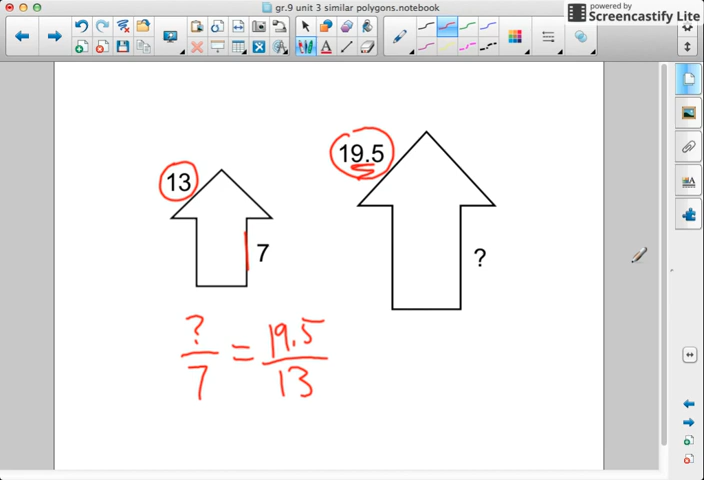 gr.9 unit 3 similar polygons.notebook
powered by
Screencastify Lite
A
13
19.5
7
?
? = 19.5
7 13